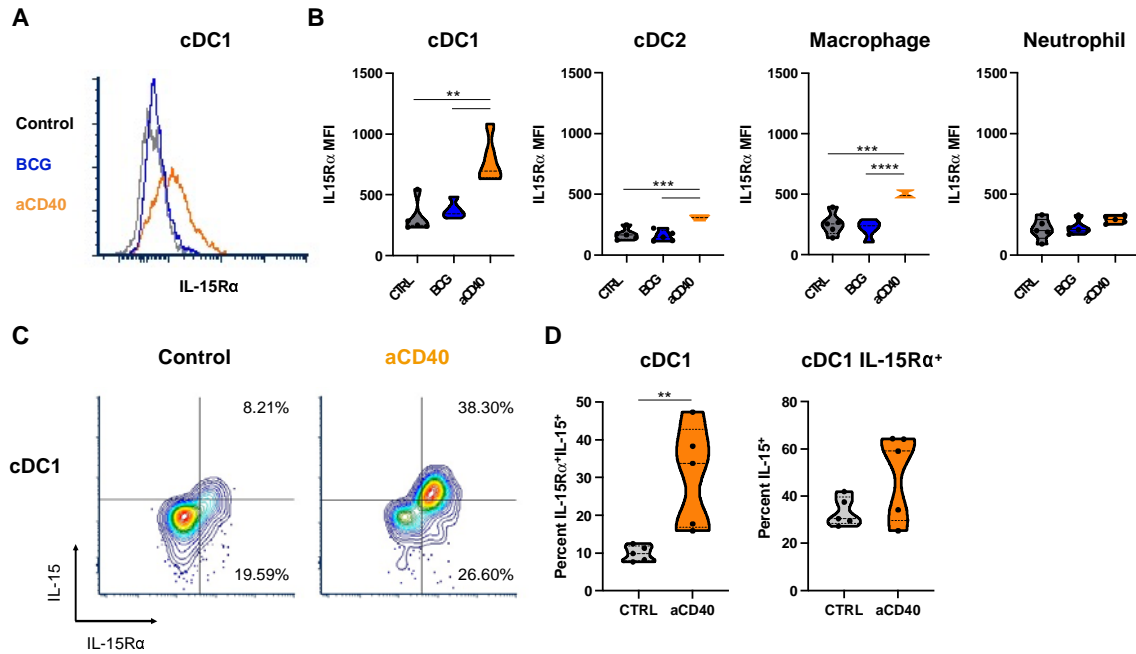 A
cDC1
Control
BCG
aCD40
IL-15Rα
B
cDC1
IL15Rα MFI
1500
1000
500
0
**
CTRL
BCG
aCD40
cDC2
IL15Rα MFI
1500
1000
500
0
***
CTRL
BCG
aCD40
Macrophage
IL15Rα MFI
1500
1000
500
0
***
****
CTRL
BCG
aCD40
Neutrophil
IL15Rα MFI
1500
1000
500
0
CTRL
BCG
aCD40
C
Control
aCD40
cDC1
8.21%
19.59%
38.30%
26.60%
IL-15
IL-15Rα
D
cDC1
Percent IL-15Rα⁺IL-15⁺
50
40
30
20
10
0
**
CTRL
aCD40
cDC1 IL-15Rα⁺
Percent IL-15⁺
80
60
40
20
0
CTRL
aCD40